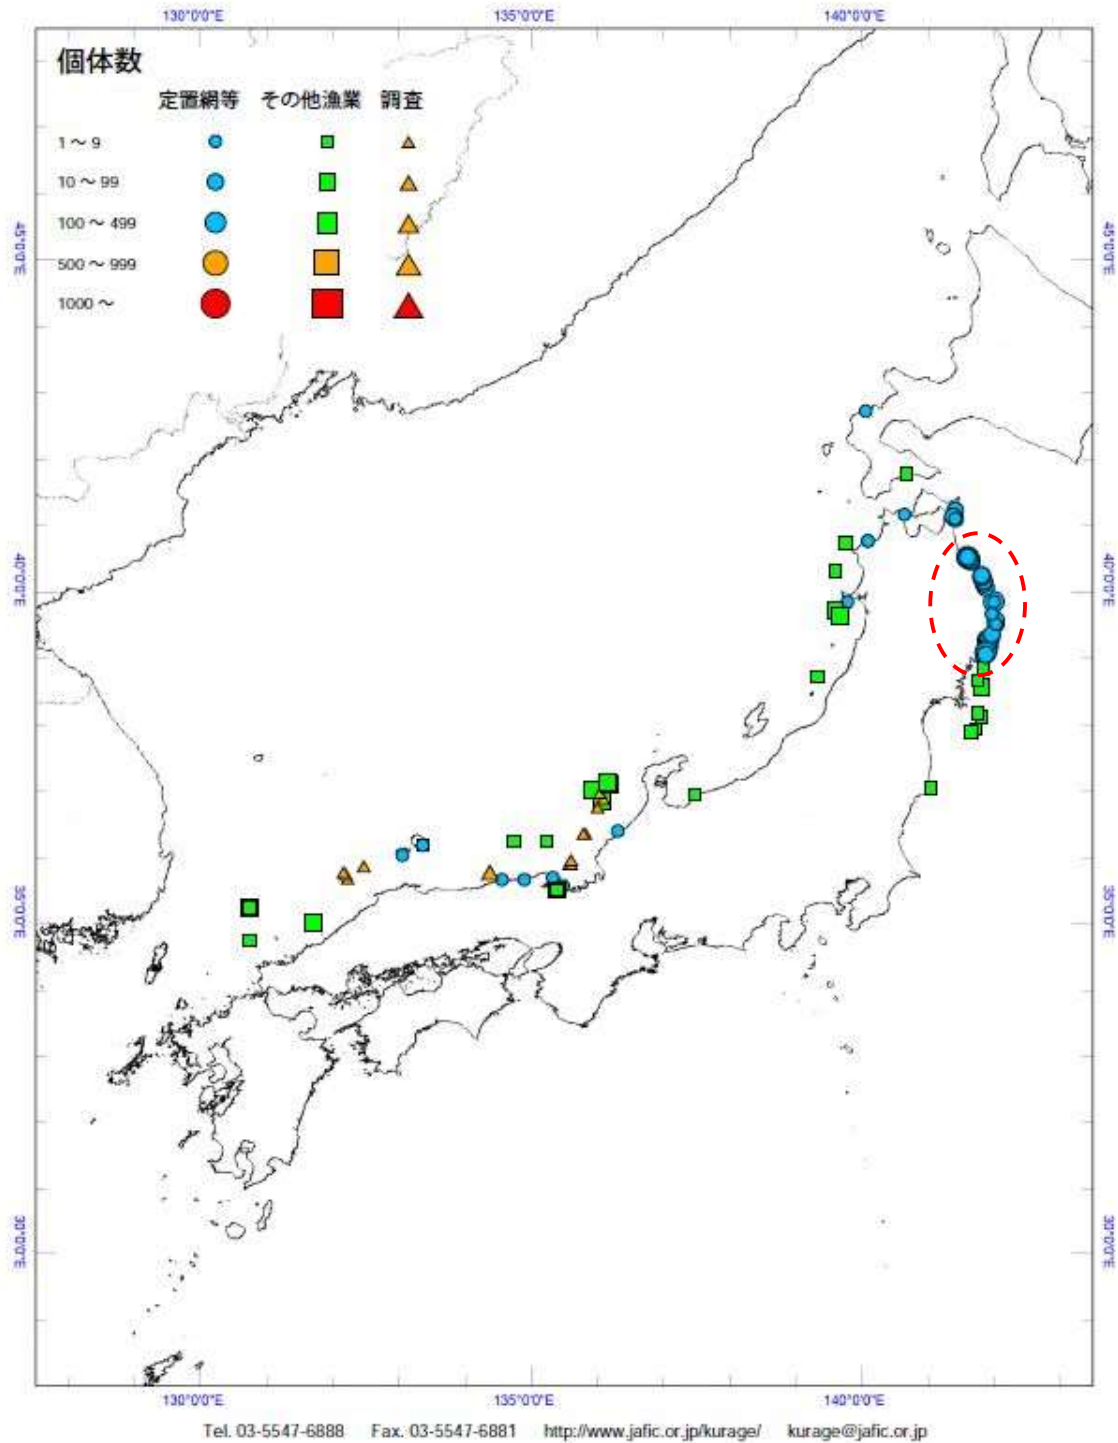 130°0'0"E 135°0'0"E 140°0'0"E
個体数
定置網等 その他漁業 調査
1～9
10～99
100～499
500～999
1000～
45°0'0"E 45°0'0"E
40°0'0"E 40°0'0"E
35°0'0"E 35°0'0"E
30°0'0"E 30°0'0"E
130°0'0"E 135°0'0"E 140°0'0"E
Tel. 03-5547-6888 Fax. 03-5547-6881 http://www.jafic.or.jp/kurage/ kurage@jafic.or.jp